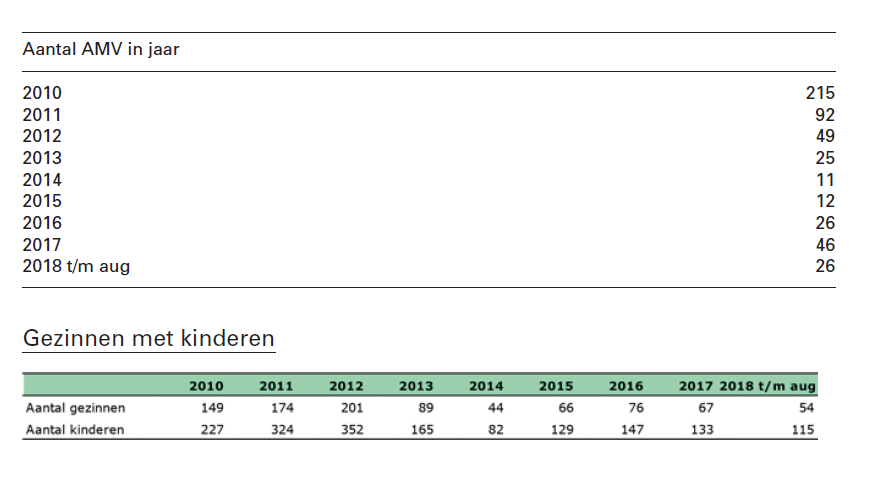 Aantal AMV in jaar
2010 215
2011 92
2012 49
2013 25
2014 11
2015 12
2016 26
2017 46
2018 t/m aug 26
Gezinnen met kinderen
2010 2011 2012 2013 2014 2015 2016 2017 2018 t/m aug
Aantal gezinnen 149 174 201 89 44 66 76 67 54
Aantal kinderen 227 324 352 165 82 129 147 133 115